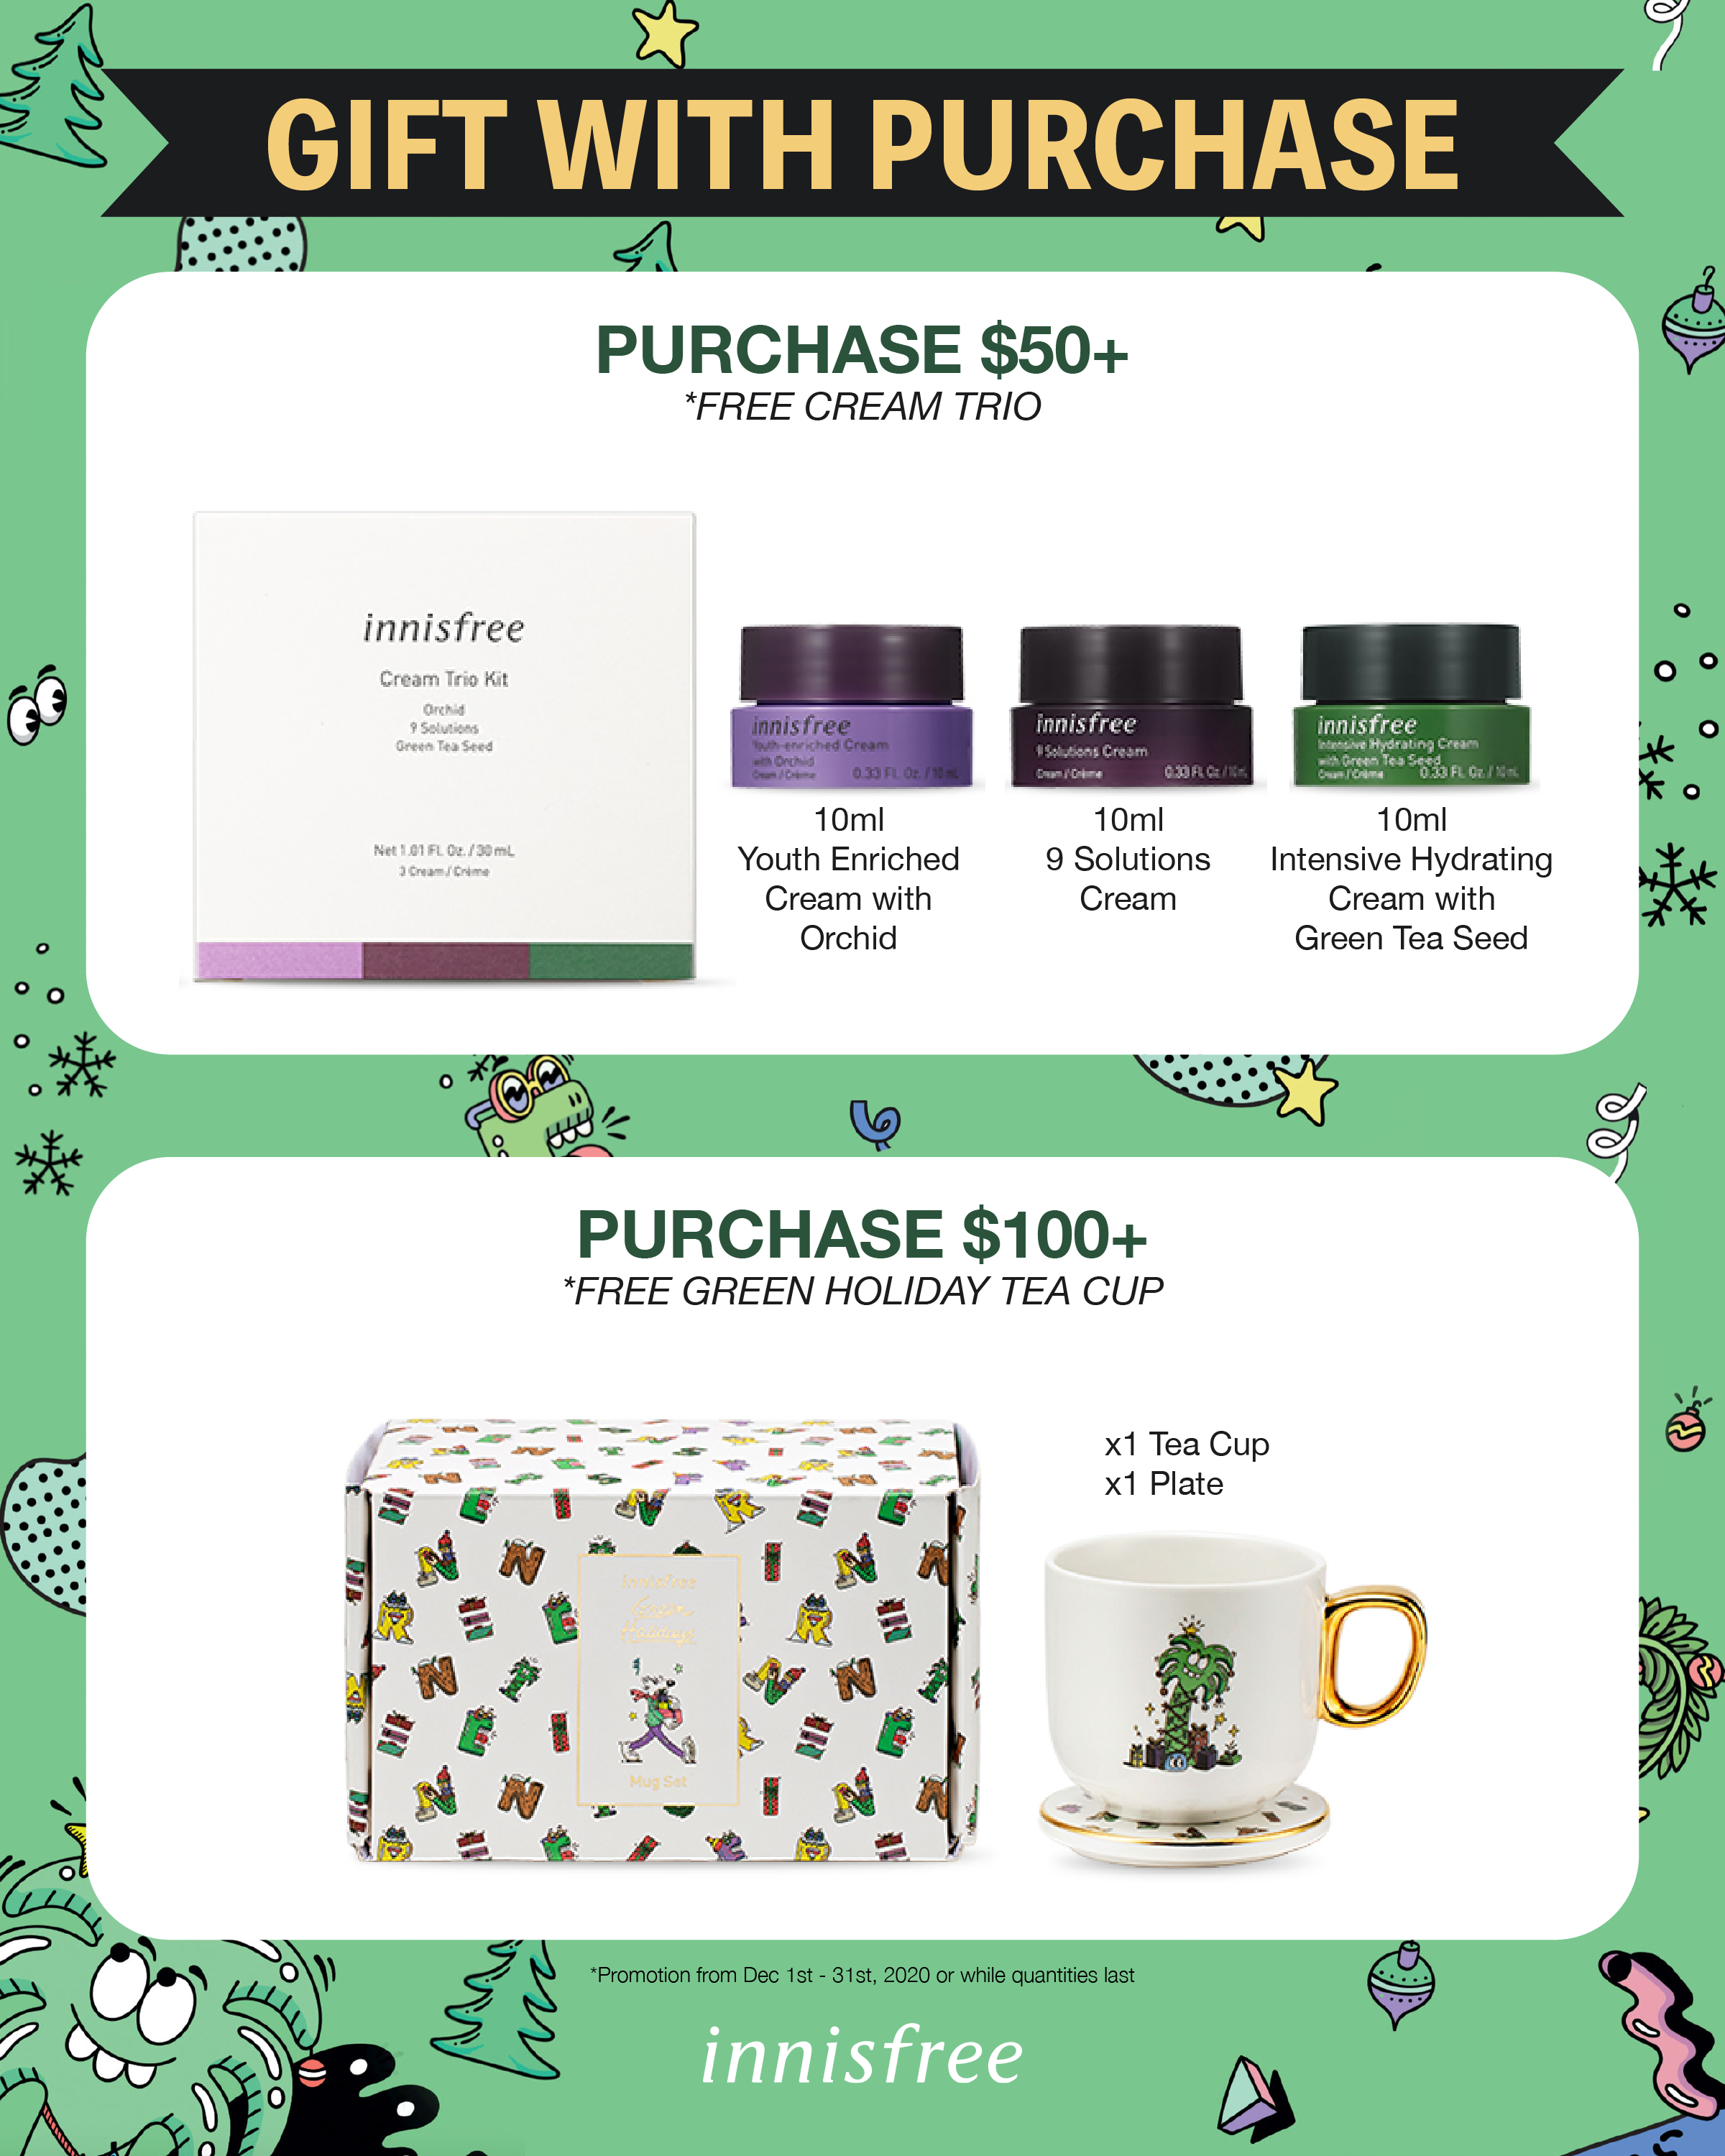 GIFT WITH PURCHASE
PURCHASE $50+
*FREE CREAM TRIO
innisfree
Cream Trio Kit
Orchid
9 Solutions
Green Tea Seed
Net 1.01 Fl. Oz. / 30 mL
3 Cream / Crème
innisfree
Youth-enriched Cream
with Orchid
Cream / Crème 0.33 FL. Oz. / 10 mL
innisfree
9 Solutions Cream
Cream / Crème 0.33 Fl. Oz. / 10 mL
innisfree
Intensive Hydrating Cream
with Green Tea Seed
Cream / Crème 0.33 Fl. Oz. / 10 mL
10ml
Youth Enriched
Cream with
Orchid
10ml
9 Solutions
Cream
10ml
Intensive Hydrating
Cream with
Green Tea Seed
PURCHASE $100+
*FREE GREEN HOLIDAY TEA CUP
innisfree
Green
Holidays
Mug Set
x1 Tea Cup
x1 Plate
*Promotion from Dec 1st - 31st, 2020 or while quantities last
innisfree